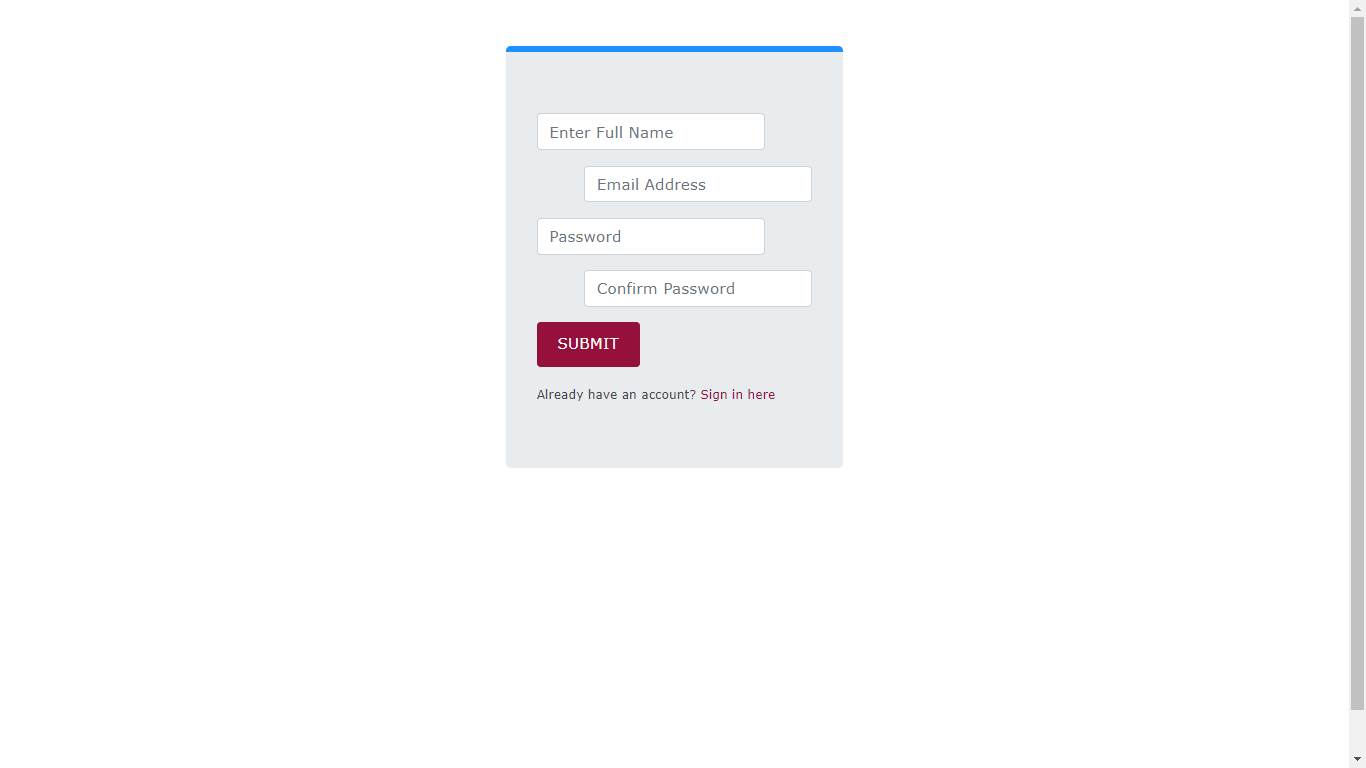 Enter Full Name
Email Address
Password
Confirm Password
SUBMIT
Already have an account? Sign in here